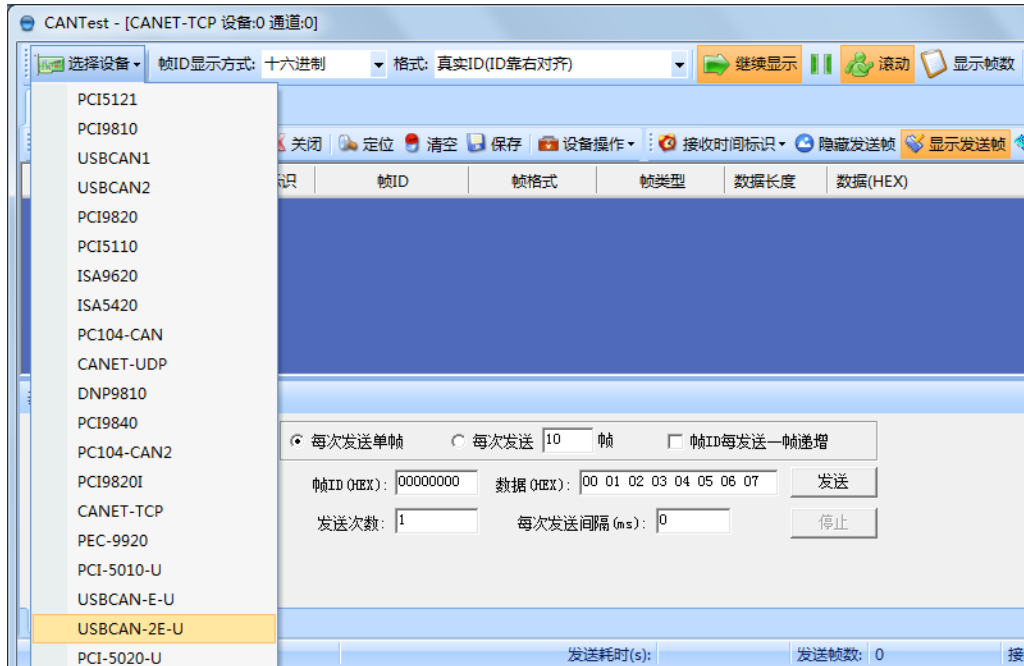 CANTest - [CANET-TCP 设备:0 通道:0]
选择设备 帧ID显示方式: 十六进制 格式: 真实ID(ID靠右对齐) 继续显示 滚动 显示帧数
PCI5121
PCI9810
关闭 定位 清空 保存 设备操作 接收时间标识 隐藏发送帧 显示发送帧
USBCAN1
识 帧ID 帧格式 帧类型 数据长度 数据(HEX)
USBCAN2
PCI9820
PCI5110
ISA9620
ISA5420
PC104-CAN
CANET-UDP
DNP9810
PCI9840
每次发送单帧 每次发送 10 帧 帧ID每发送一帧递增
PC104-CAN2
PCI9820I
帧ID(HEX): 00000000 数据(HEX): 00 01 02 03 04 05 06 07 发送
CANET-TCP
发送次数: 1 每次发送间隔(ms): 0 停止
PEC-9920
PCI-5010-U
USBCAN-E-U
USBCAN-2E-U
PCI-5020-U
发送耗时(s): 发送帧数: 0 接